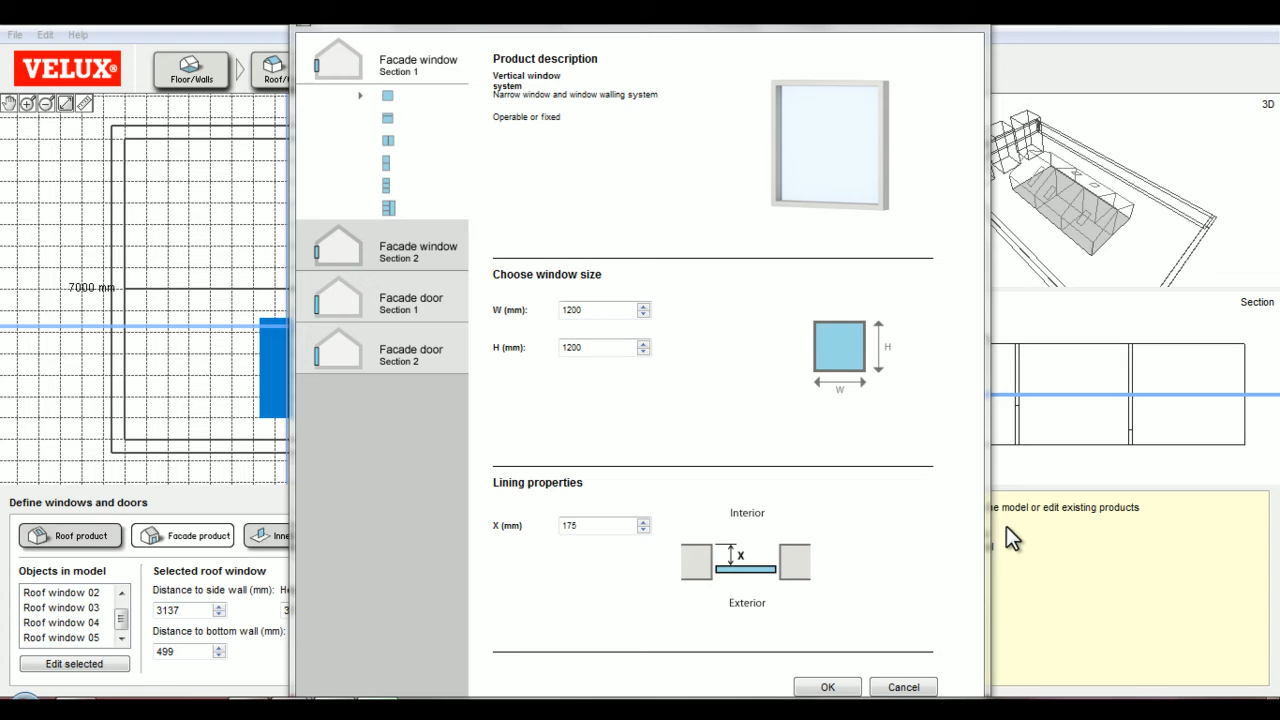 File Edit Help
VELUX
Floor/Walls
3D
7000 mm
Section
Facade window
Section 1
Facade window
Section 2
Facade door
Section 1
Facade door
Section 2
Product description
Vertical window
system
Narrow window and window walling system
Operable or fixed
Choose window size
W (mm): 1200
H (mm): 1200
H
W
Lining properties
X (mm) 175
Interior
X
Exterior
OK Cancel
Define windows and doors
Roof product Facade product
Objects in model
Roof window 02
Roof window 03
Roof window 04
Roof window 05
Edit selected
Selected roof window
Distance to side wall (mm):
3137
Distance to bottom wall (mm):
499
model or edit existing products